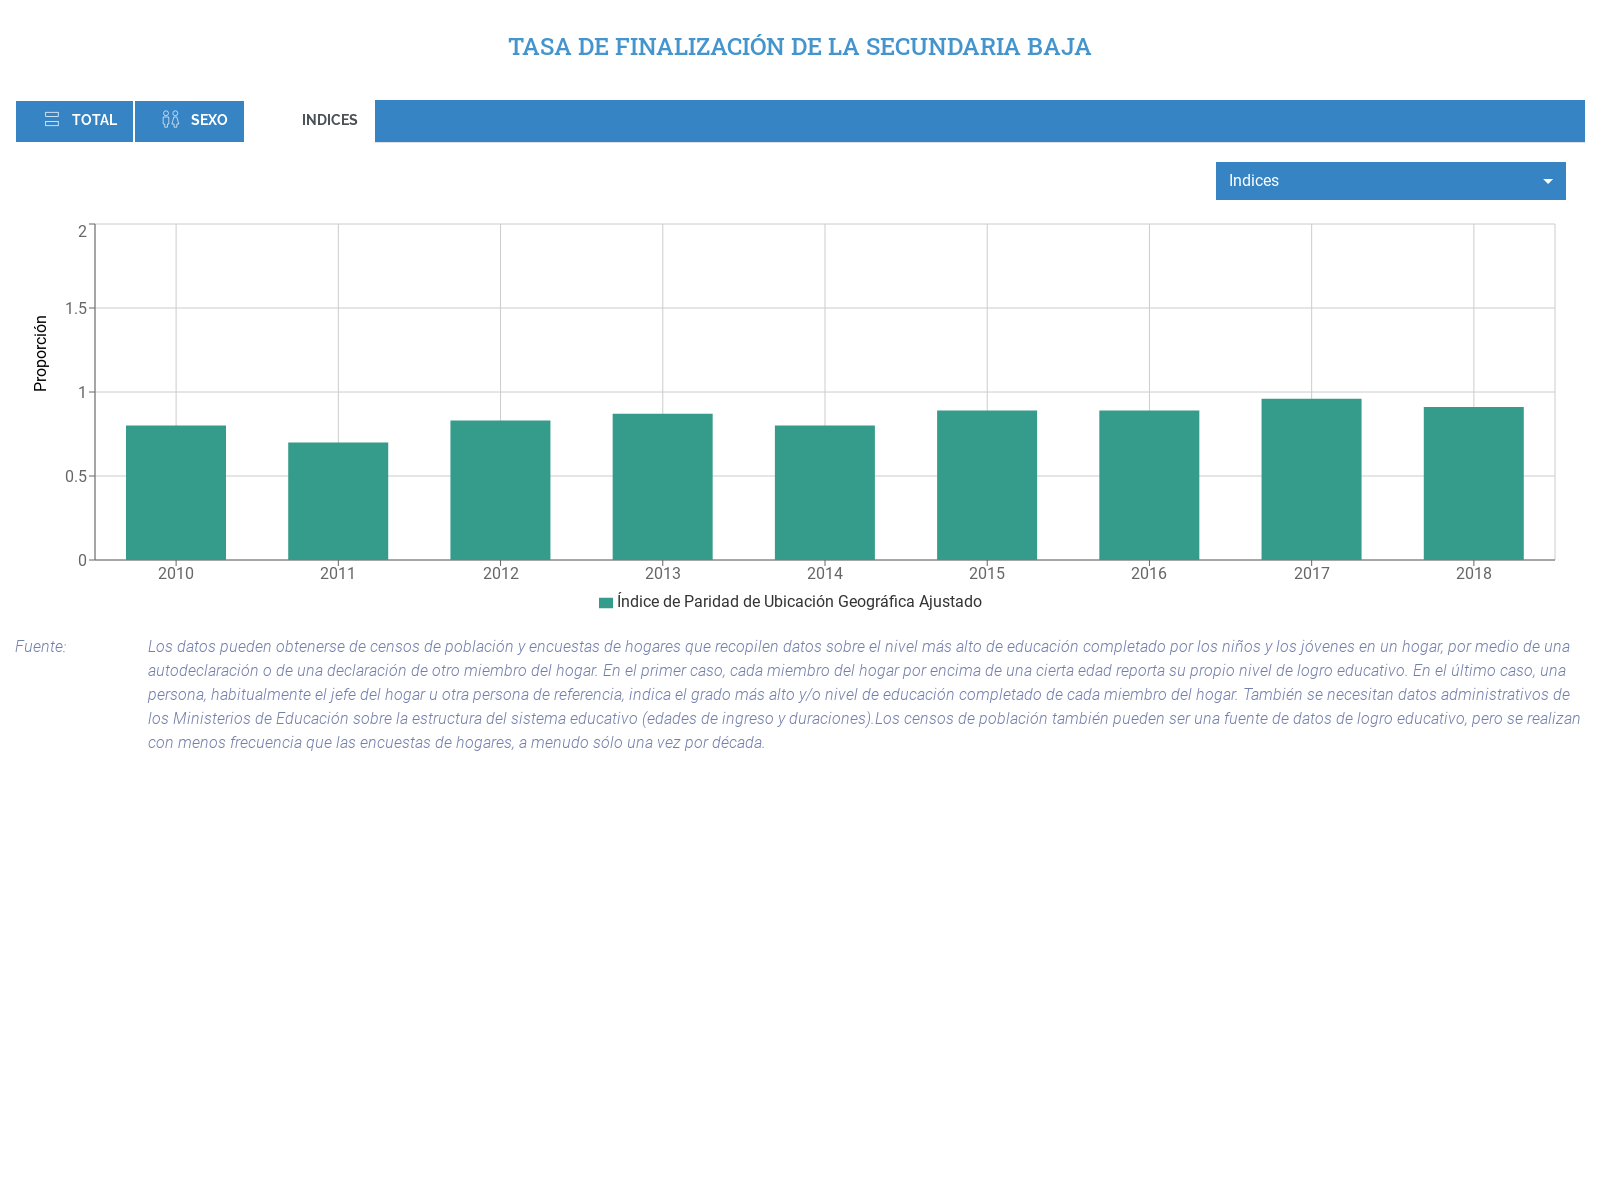 TASA DE FINALIZACIÓN DE LA SECUNDARIA BAJA
TOTAL
SEXO
INDICES
Indices
Proporción
2
1.5
1
0.5
0
2010
2011
2012
2013
2014
2015
2016
2017
2018
Índice de Paridad de Ubicación Geográfica Ajustado
Fuente:
Los datos pueden obtenerse de censos de población y encuestas de hogares que recopilen datos sobre el nivel más alto de educación completado por los niños y los jóvenes en un hogar, por medio de una
autodeclaración o de una declaración de otro miembro del hogar. En el primer caso, cada miembro del hogar por encima de una cierta edad reporta su propio nivel de logro educativo. En el último caso, una
persona, habitualmente el jefe del hogar u otra persona de referencia, indica el grado más alto y/o nivel de educación completado de cada miembro del hogar. También se necesitan datos administrativos de
los Ministerios de Educación sobre la estructura del sistema educativo (edades de ingreso y duraciones).Los censos de población también pueden ser una fuente de datos de logro educativo, pero se realizan
con menos frecuencia que las encuestas de hogares, a menudo sólo una vez por década.